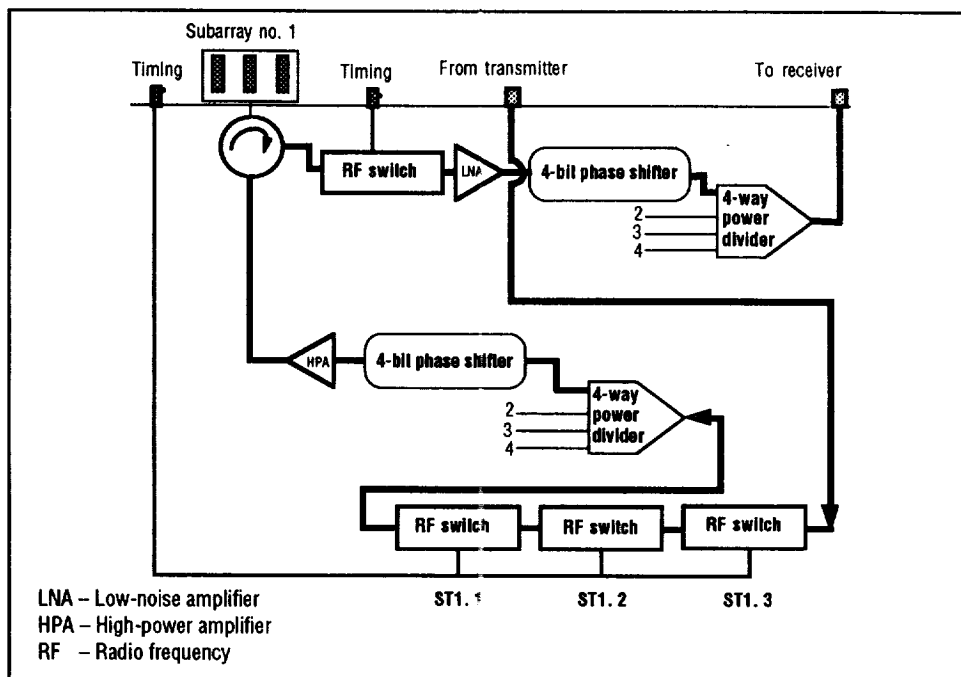 Subarray no. 1
Timing
Timing
From transmitter
To receiver
RF switch
LNA
4-bit phase shifter
4-way
power
divider
2
3
4
HPA
4-bit phase shifter
4-way
power
divider
2
3
4
RF switch
RF switch
RF switch
ST1. 1
ST1. 2
ST1. 3
LNA – Low-noise amplifier
HPA – High-power amplifier
RF – Radio frequency